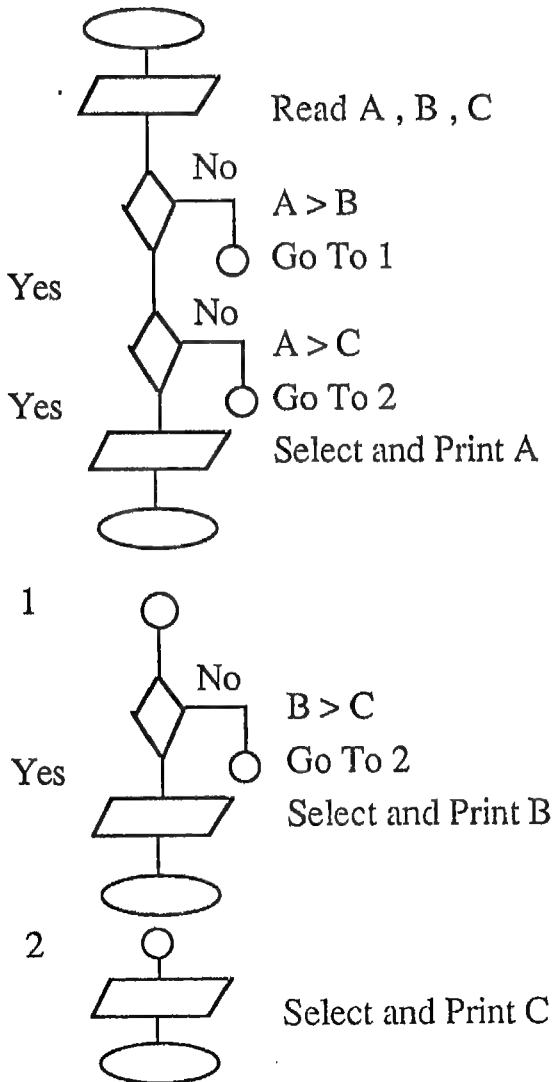 Read A , B , C
No
A > B
Go To 1
Yes
No
A > C
Yes
Go To 2
Select and Print A
1
No
B > C
Go To 2
Yes
Select and Print B
2
Select and Print C